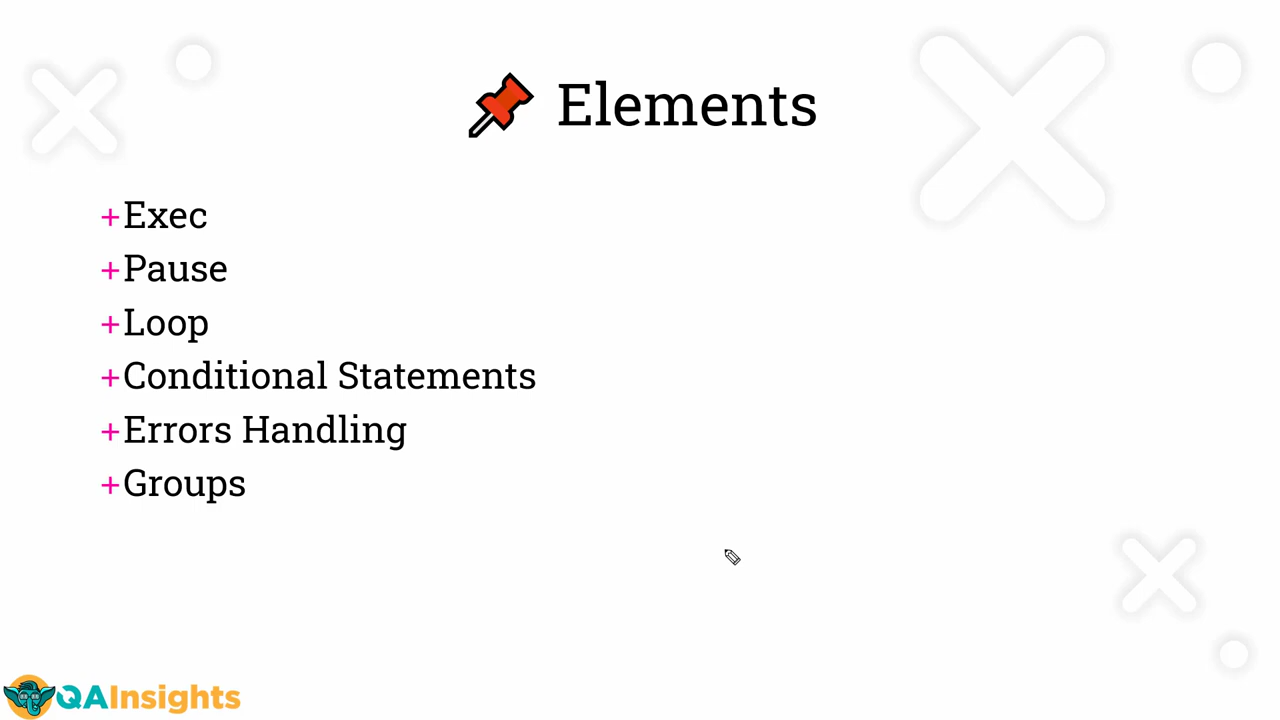 📌 Elements
+Exec
+Pause
+Loop
+Conditional Statements
+Errors Handling
+Groups
QAInsights